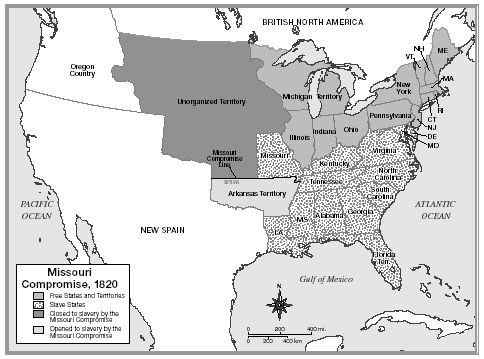 BRITISH NORTH AMERICA
NH
VT
ME
Oregon
Country
MA
New
York
Unorganized Territory
Michigan Territory
RI
Pennsylvania
CT
NJ
DE
MD
Ohio
Indiana
Illinois
Missouri
Compromise
Line
Missouri
Virginia
Kentucky
North
Carolina
Tennessee
Arkansas Territory
South
Carolina
PACIFIC
OCEAN
ATLANTIC
OCEAN
NEW SPAIN
MS
Alabama
Georgia
LA
Florida
Terr.
Gulf of Mexico
Missouri
Compromise, 1820
Free States and Territories
Slave States
Closed to slavery by the
Missouri Compromise
Opened to slavery by the
Missouri Compromise
N
0 200 400 mi.
0 200 400 km